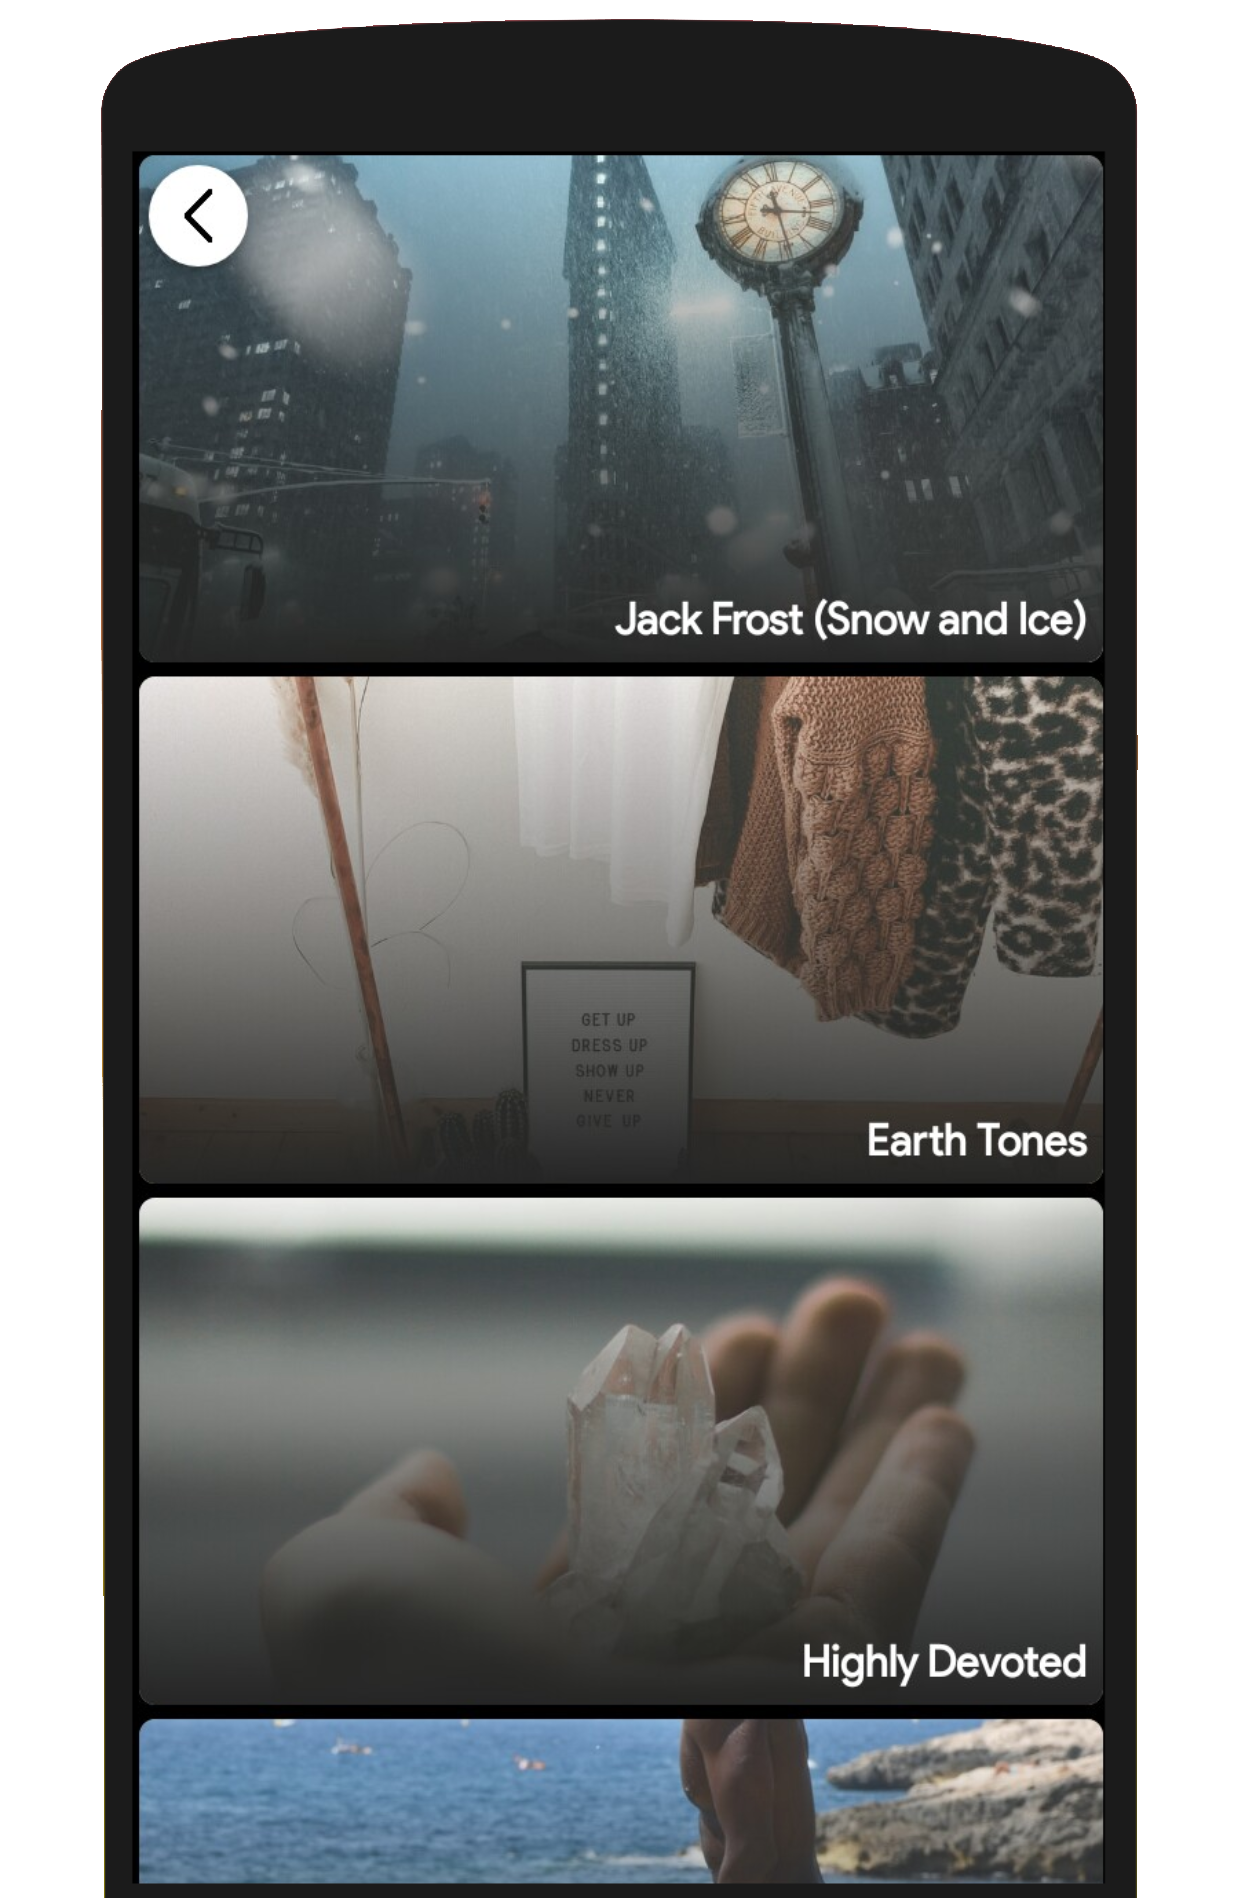 Jack Frost (Snow and Ice)
GET UP
DRESS UP
SHOW UP
NEVER
GIVE UP
Earth Tones
Highly Devoted